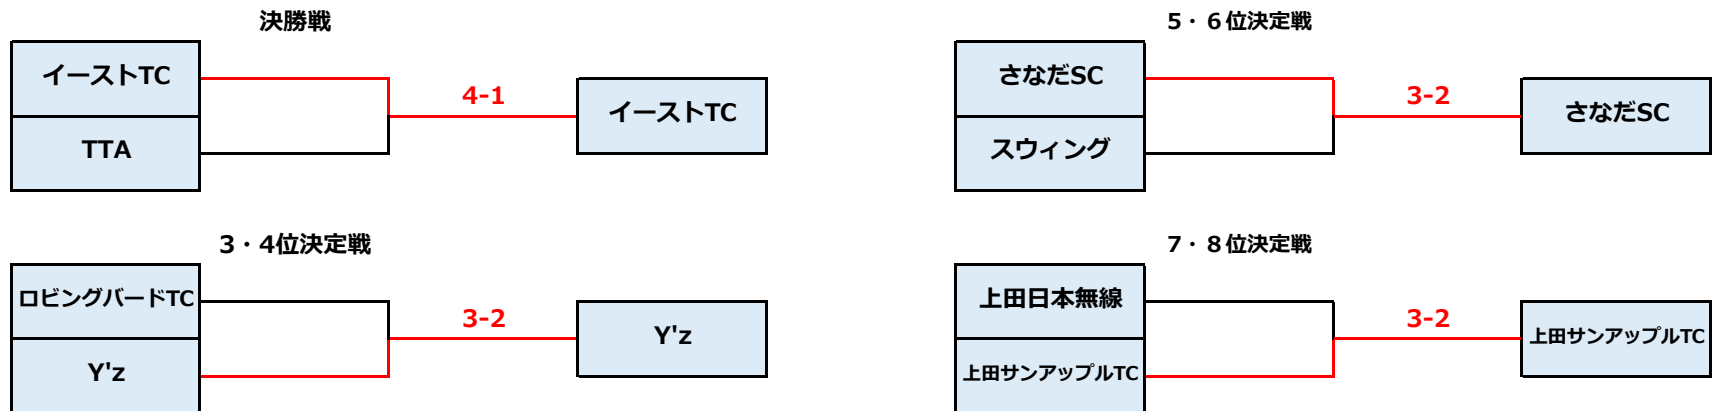 決勝戦
イーストTC
TTA
4-1
イーストTC
5・6位決定戦
さなだSC
スウィング
3-2
さなだSC
3・4位決定戦
ロビングバードTC
Y'z
3-2
Y'z
7・8位決定戦
上田日本無線
上田サンアップルTC
3-2
上田サンアップルTC